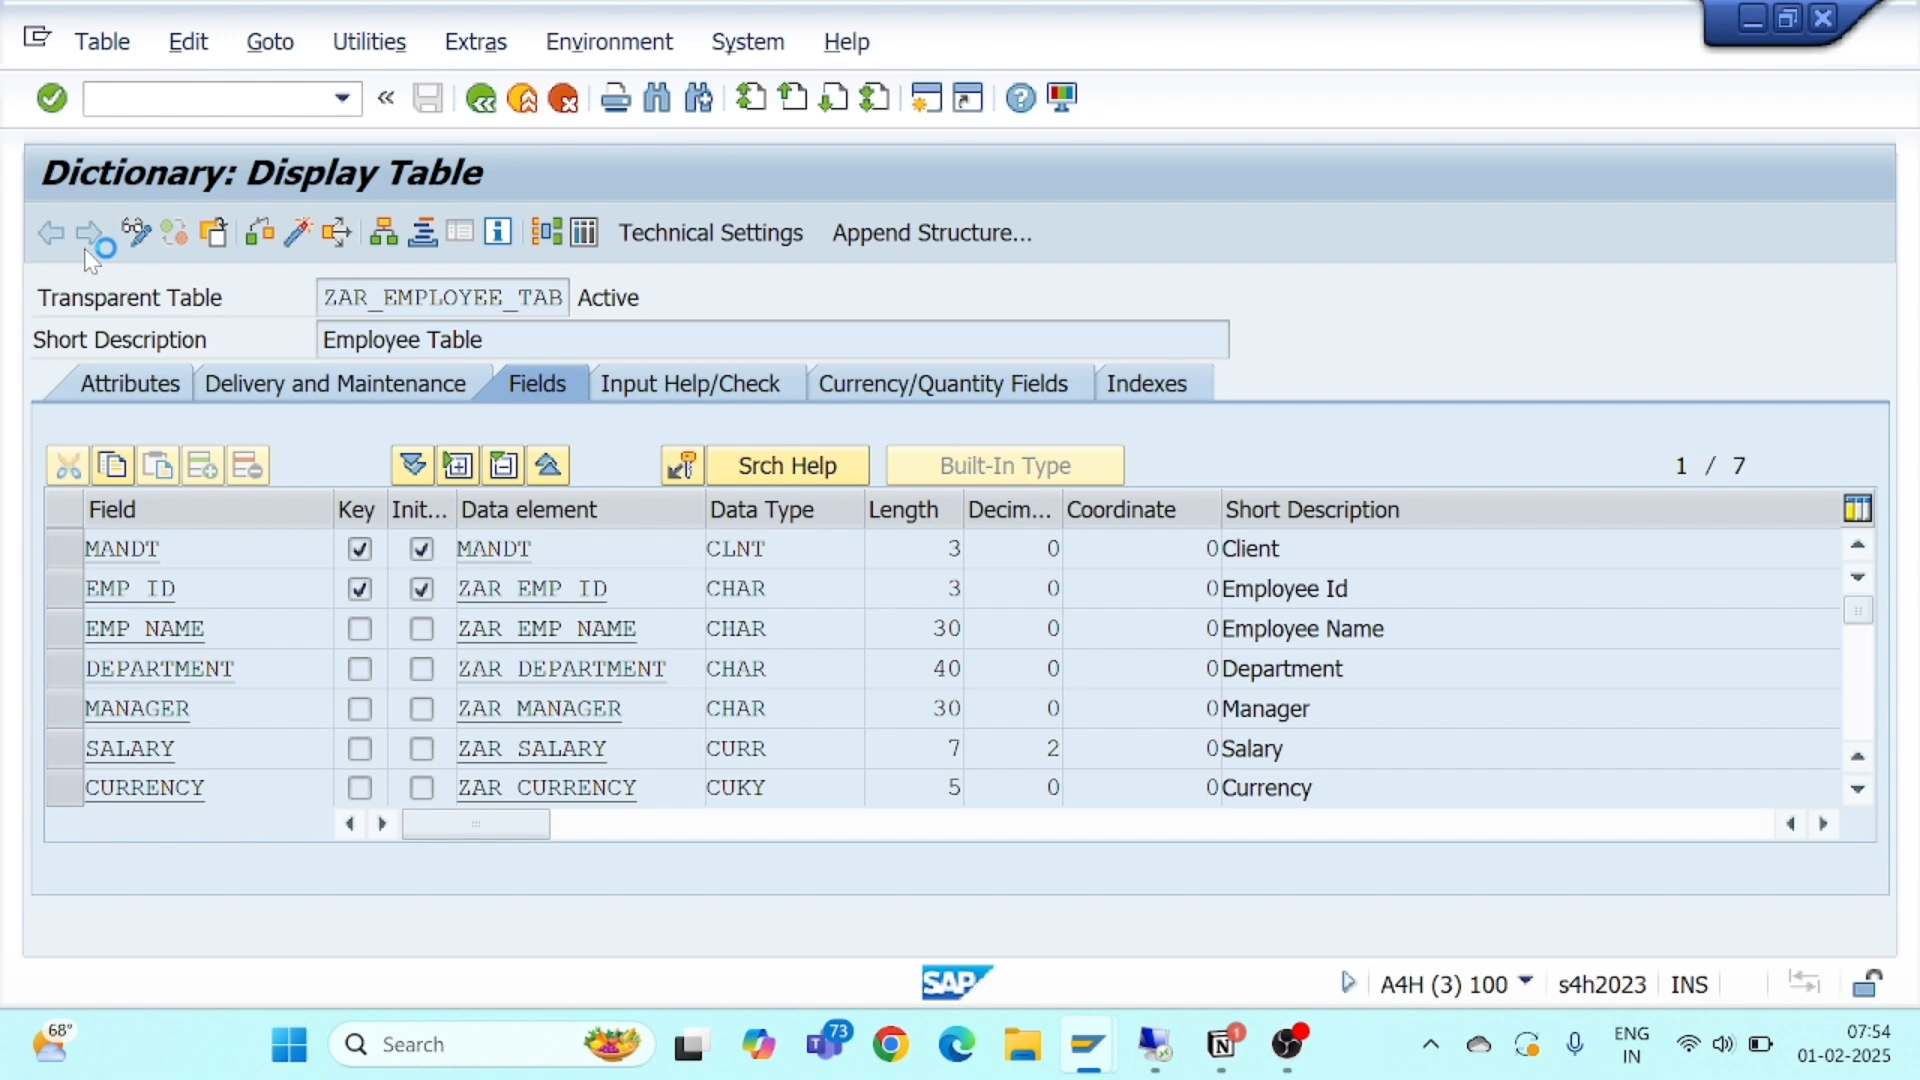 Table Edit Goto Utilities Extras Environment System Help
Dictionary: Display Table
Technical Settings Append Structure...
Transparent Table ZAR_EMPLOYEE_TAB Active
Short Description Employee Table
Attributes Delivery and Maintenance Fields Input Help/Check Currency/Quantity Fields Indexes
Srch Help Built-In Type 1 / 7
Field Key Init... Data element Data Type Length Decim... Coordinate Short Description
MANDT MANDT CLNT 3 0 0 Client
EMP_ID ZAR_EMP_ID CHAR 3 0 0 Employee Id
EMP_NAME ZAR_EMP_NAME CHAR 30 0 0 Employee Name
DEPARTMENT ZAR_DEPARTMENT CHAR 40 0 0 Department
MANAGER ZAR_MANAGER CHAR 30 0 0 Manager
SALARY ZAR_SALARY CURR 7 2 0 Salary
CURRENCY ZAR_CURRENCY CUKY 5 0 0 Currency
SAP A4H (3) 100 s4h2023 INS
68° Search 73 1 ENG IN 07:54
01-02-2025